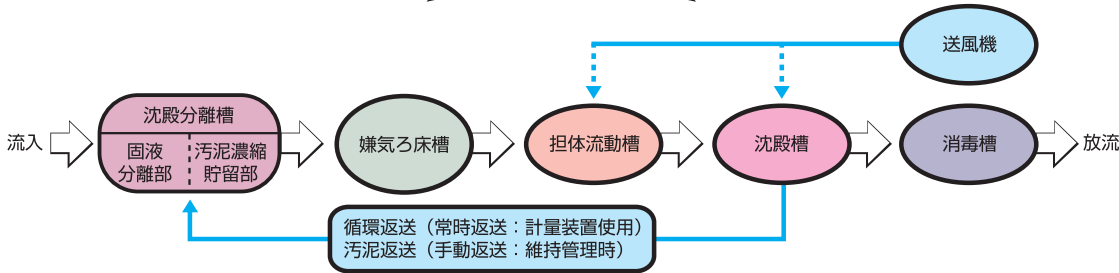 送風機
流入
沈殿分離槽
固液
分離部
汚泥濃縮
貯留部
嫌気ろ床槽
担体流動槽
沈殿槽
消毒槽
放流
循環返送（常時返送：計量装置使用）
汚泥返送（手動返送：維持管理時）